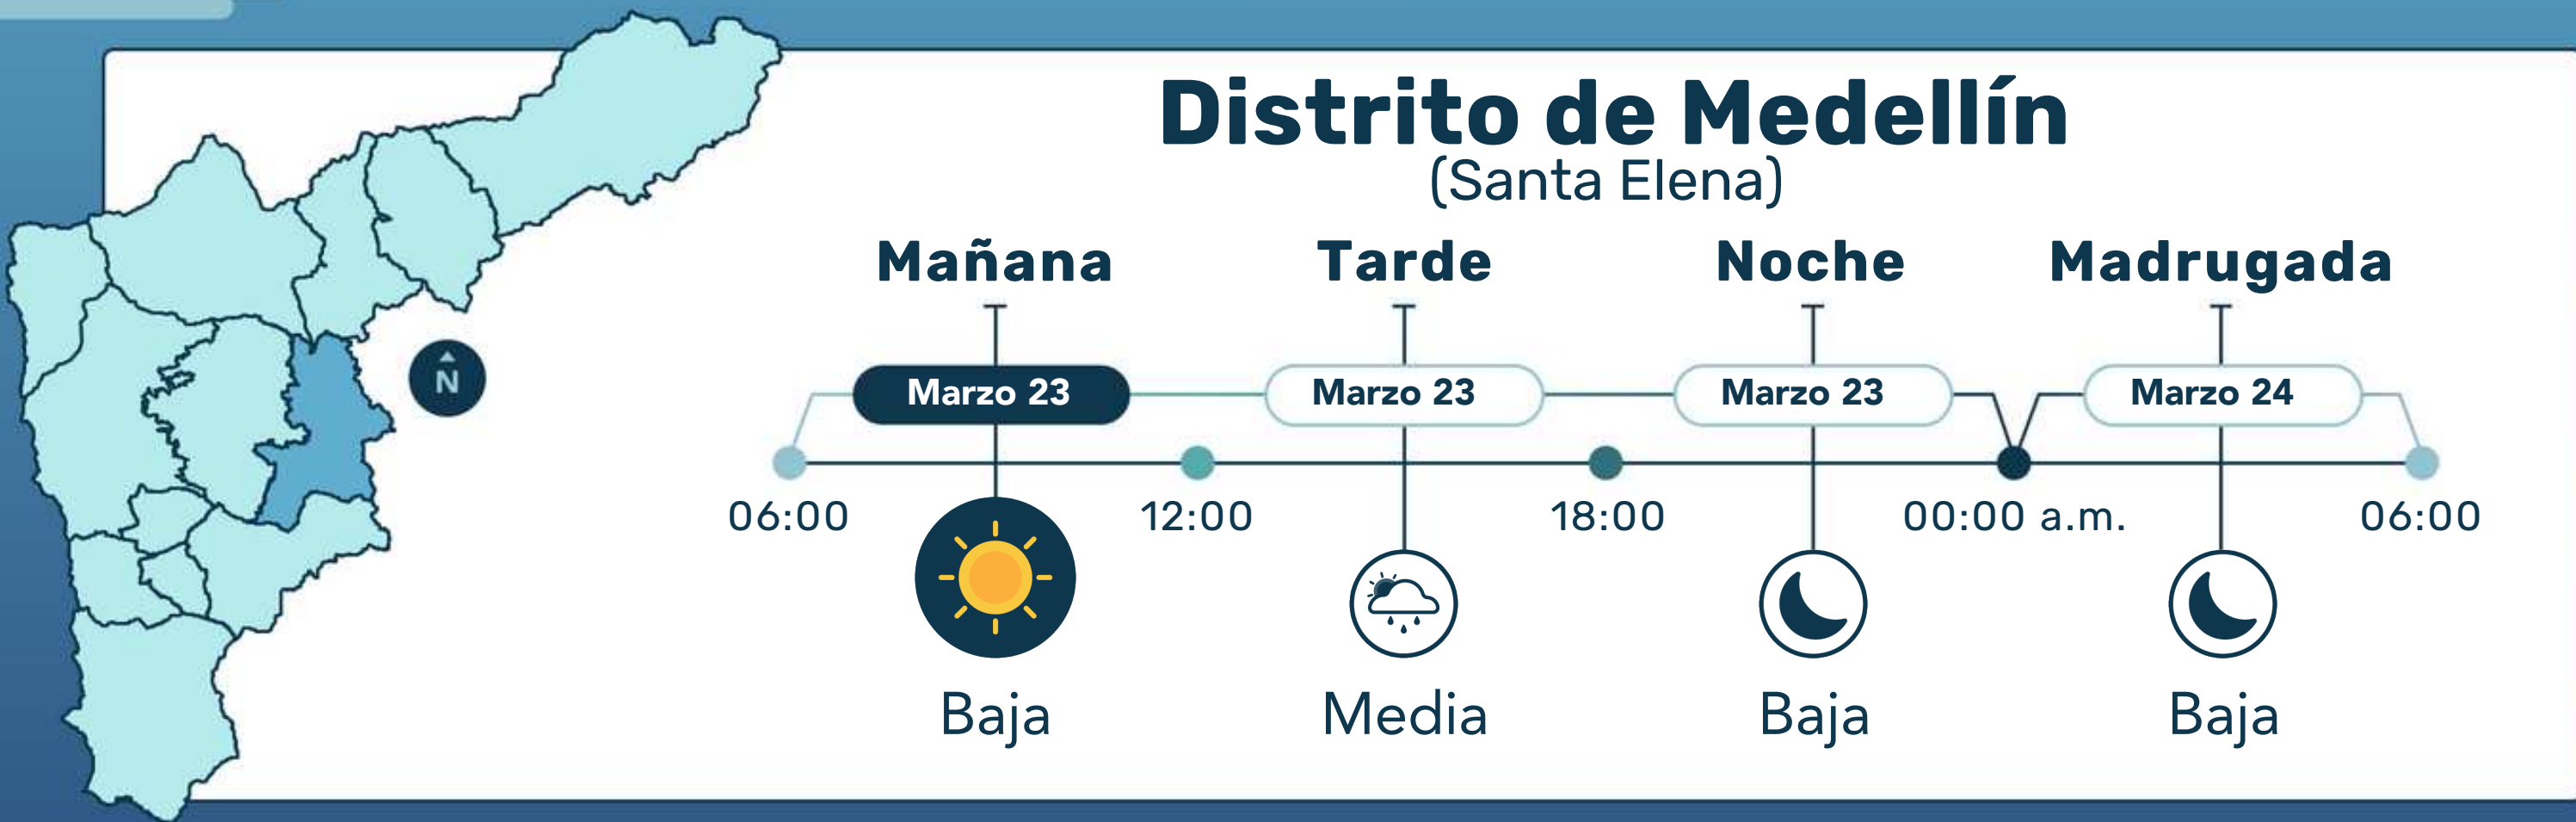 Distrito de Medellín
(Santa Elena)
Mañana Tarde Noche Madrugada
N
Marzo 23 Marzo 23 Marzo 23 Marzo 24
06:00 12:00 18:00 00:00 a.m. 06:00
Baja Media Baja Baja